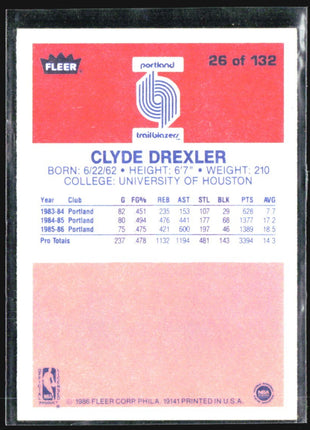 FLEER
26 of 132
portland
trail blazers
CLYDE DREXLER
BORN: 6/22/62 • HEIGHT: 6'7" • WEIGHT: 210
COLLEGE: UNIVERSITY OF HOUSTON
Year Club G FG% REB AST STL BLK PTS AVG
1983-84 Portland 82 451 235 153 107 29 628 7.7
1984-85 Portland 80 494 476 441 177 68 1377 17.2
1985-86 Portland 75 475 421 600 197 46 1389 18.5
Pro Totals 237 478 1132 1194 481 143 3394 14.3
© 1986 FLEER CORP. PHILA. 19141 PRINTED IN U.S.A.
NBA